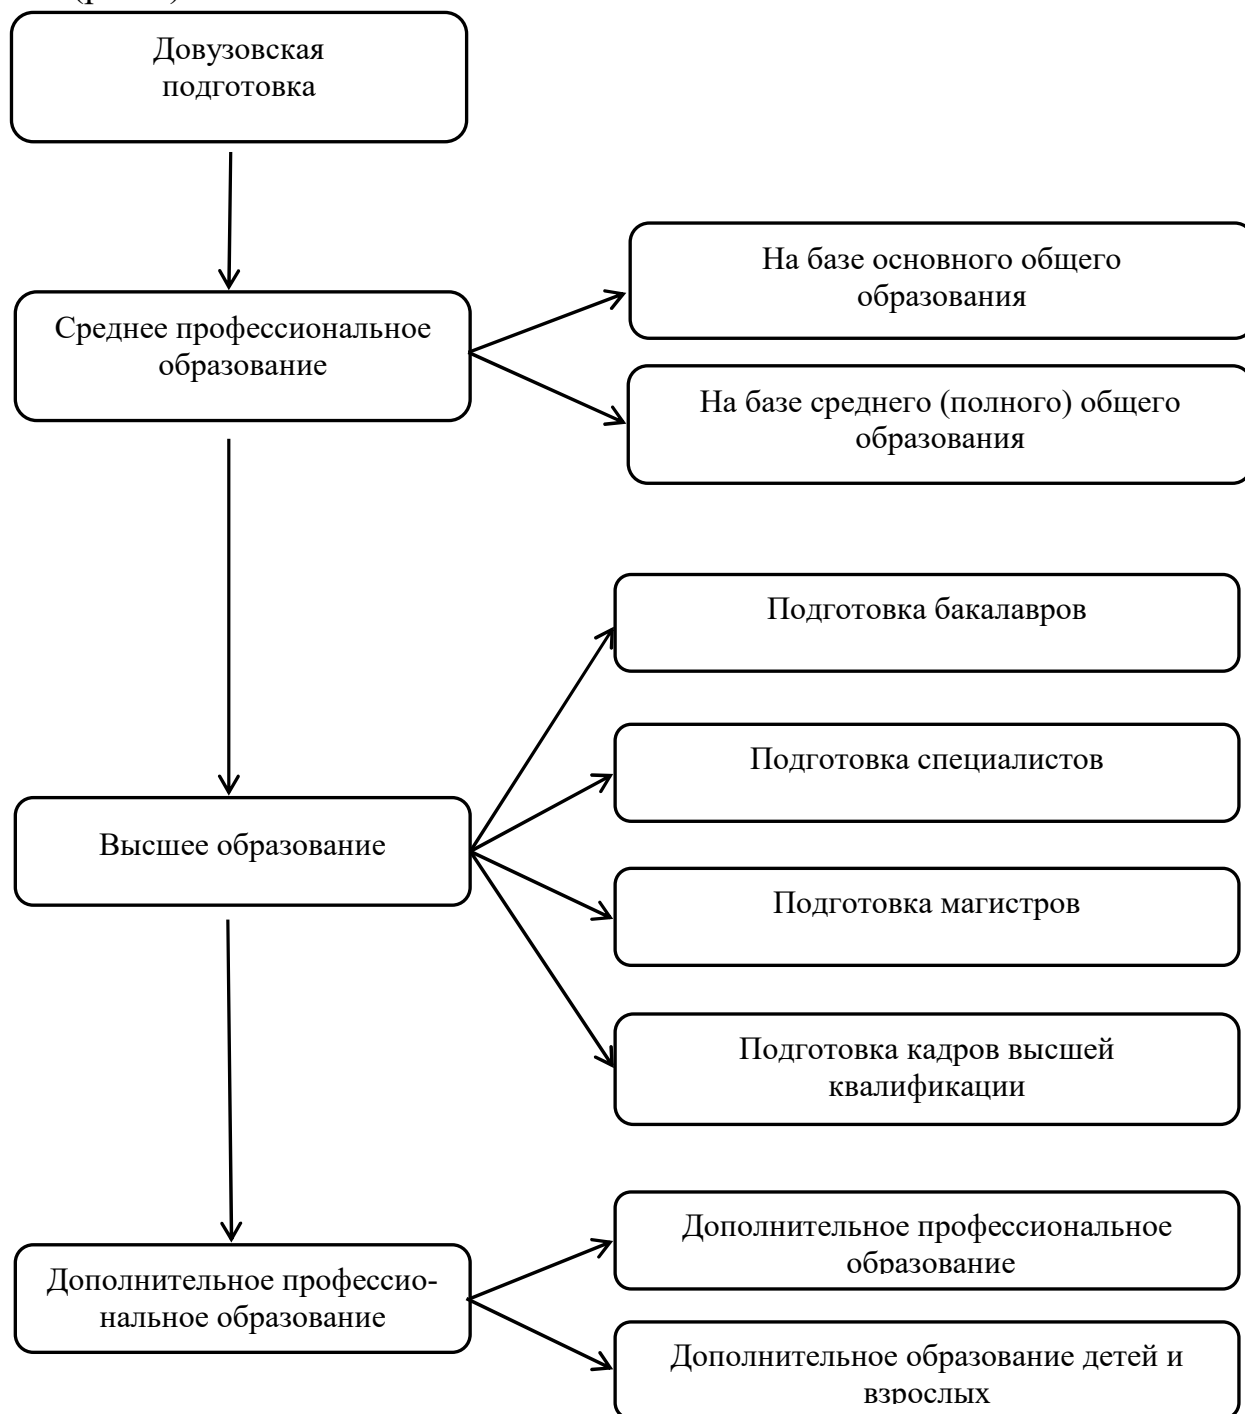 Довузовская
подготовка
На базе основного общего
образования
Среднее профессиональное
образование
На базе среднего (полного) общего
образования
Подготовка бакалавров
Подготовка специалистов
Высшее образование
Подготовка магистров
Подготовка кадров высшей
квалификации
Дополнительное профессиональное
образование
Дополнительное профессио-
нальное образование
Дополнительное образование детей и
взрослых